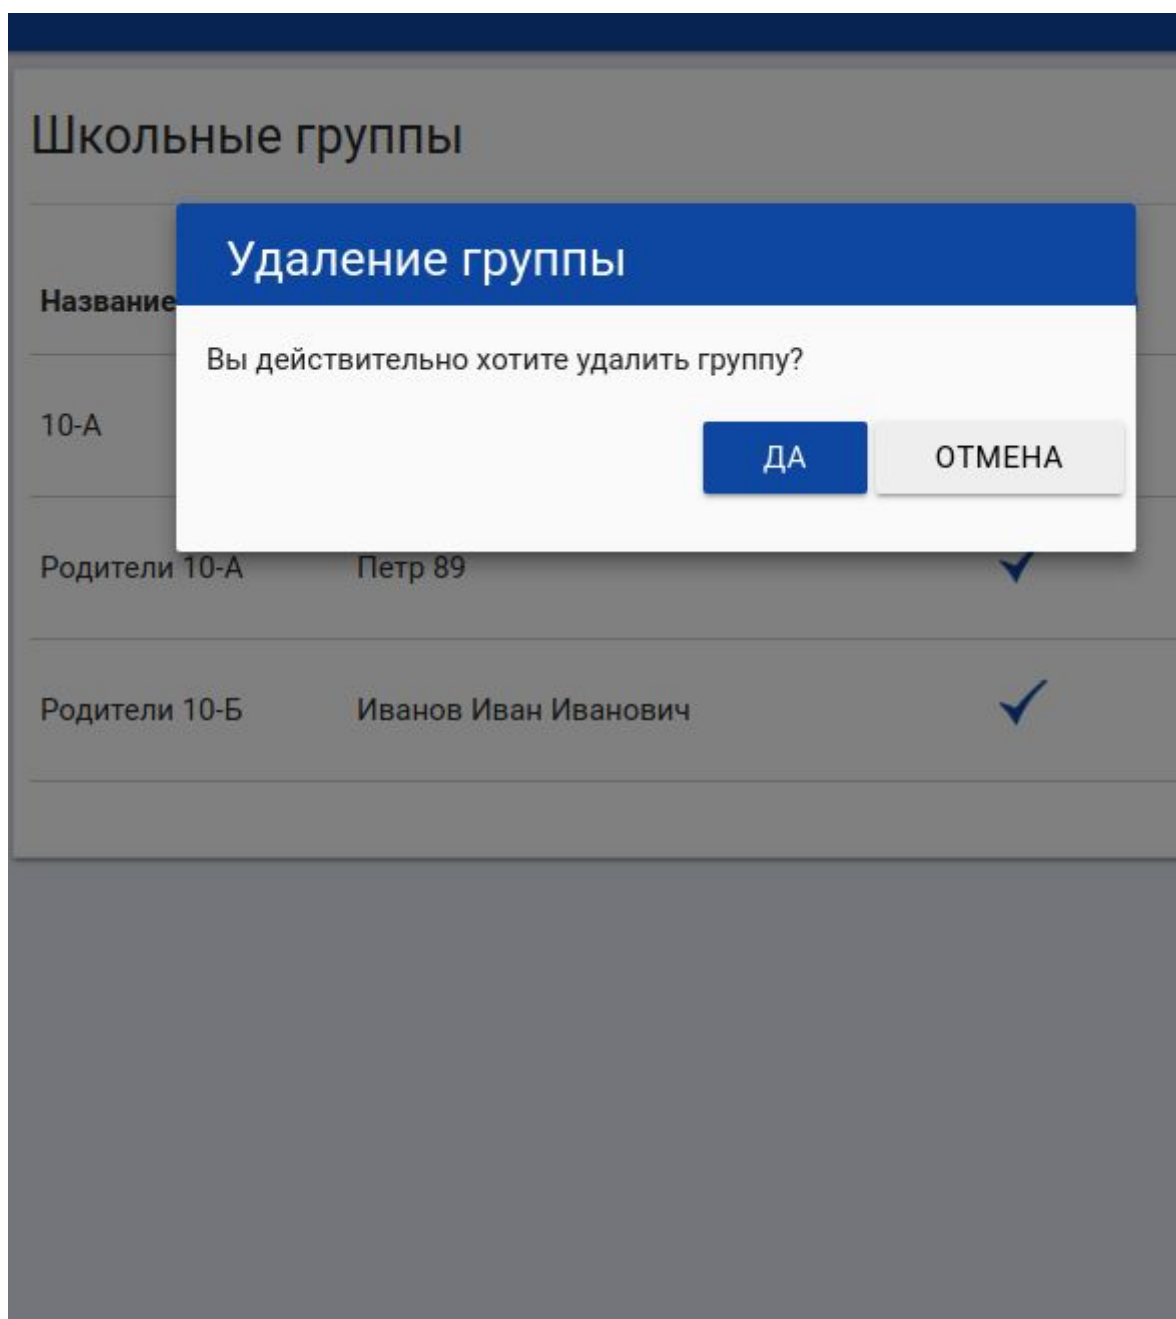 Школьные группы
Удаление группы
Название
Вы действительно хотите удалить группу?
10-А
ДА ОТМЕНА
Родители 10-А Петр 89
Родители 10-Б Иванов Иван Иванович